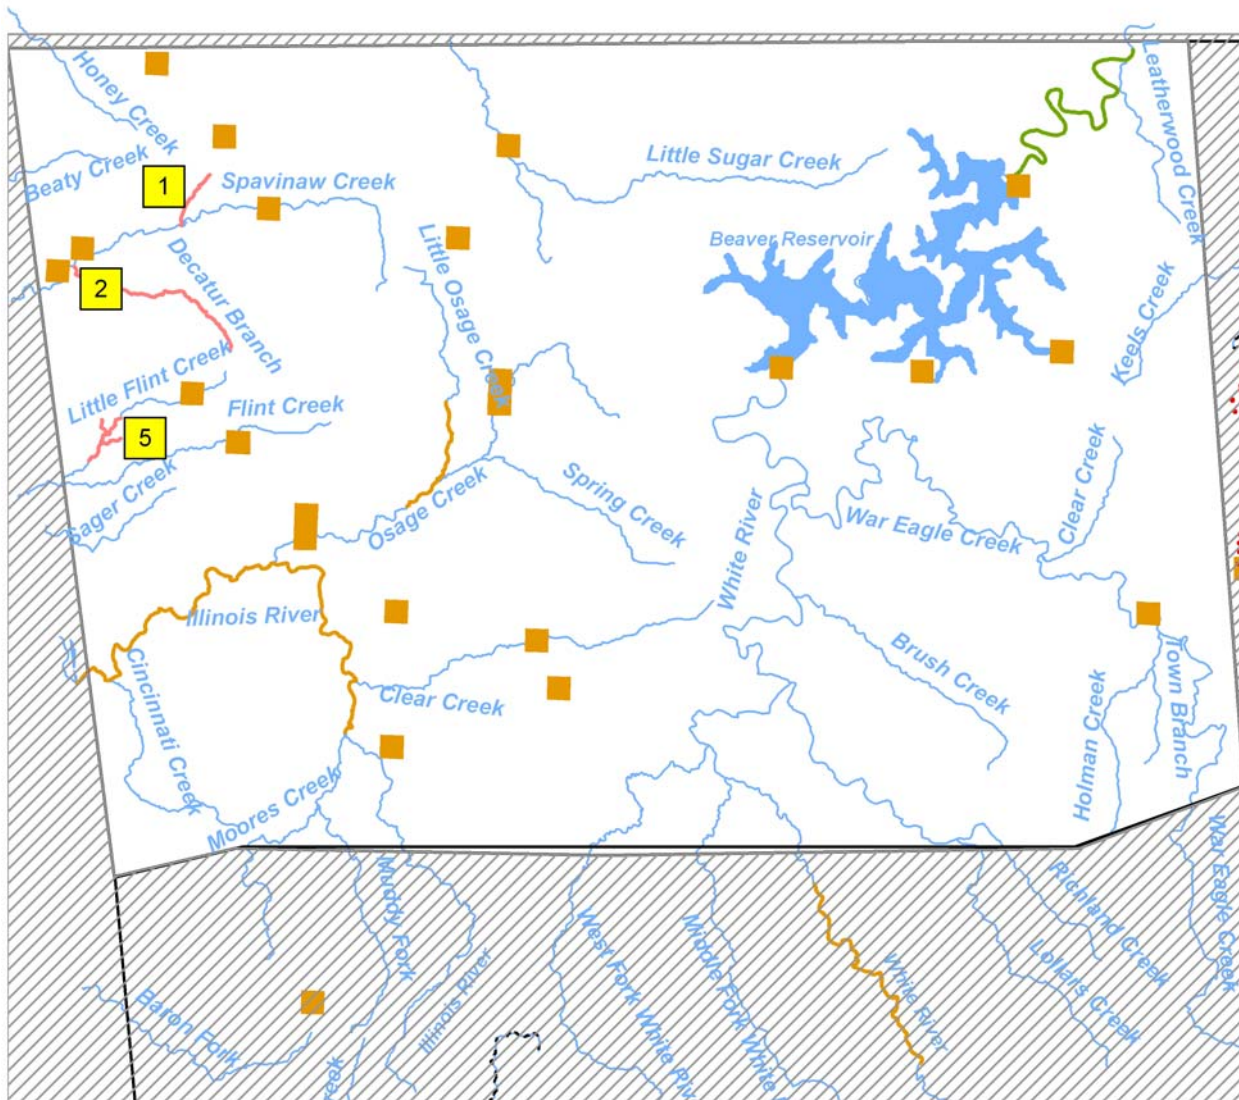 Honey Creek
Leatherwood Creek
Beaty Creek
1
Spavinaw Creek
Little Sugar Creek
Beaver Reservoir
Little Osage Creek
Decatur Branch
2
Keels Creek
Little Flint Creek
Flint Creek
5
Sager Creek
Osage Creek
Spring Creek
White River
War Eagle Creek
Clear Creek
Illinois River
Cincinnati Creek
Clear Creek
Brush Creek
Holman Creek
Town Branch
Moores Creek
Muddy Fork
Illinois River
Baron Fork
reek
West Fork White Riv
Middle Fork White
White River
Richland Creek
Lollars Creek
War Eagle Creek